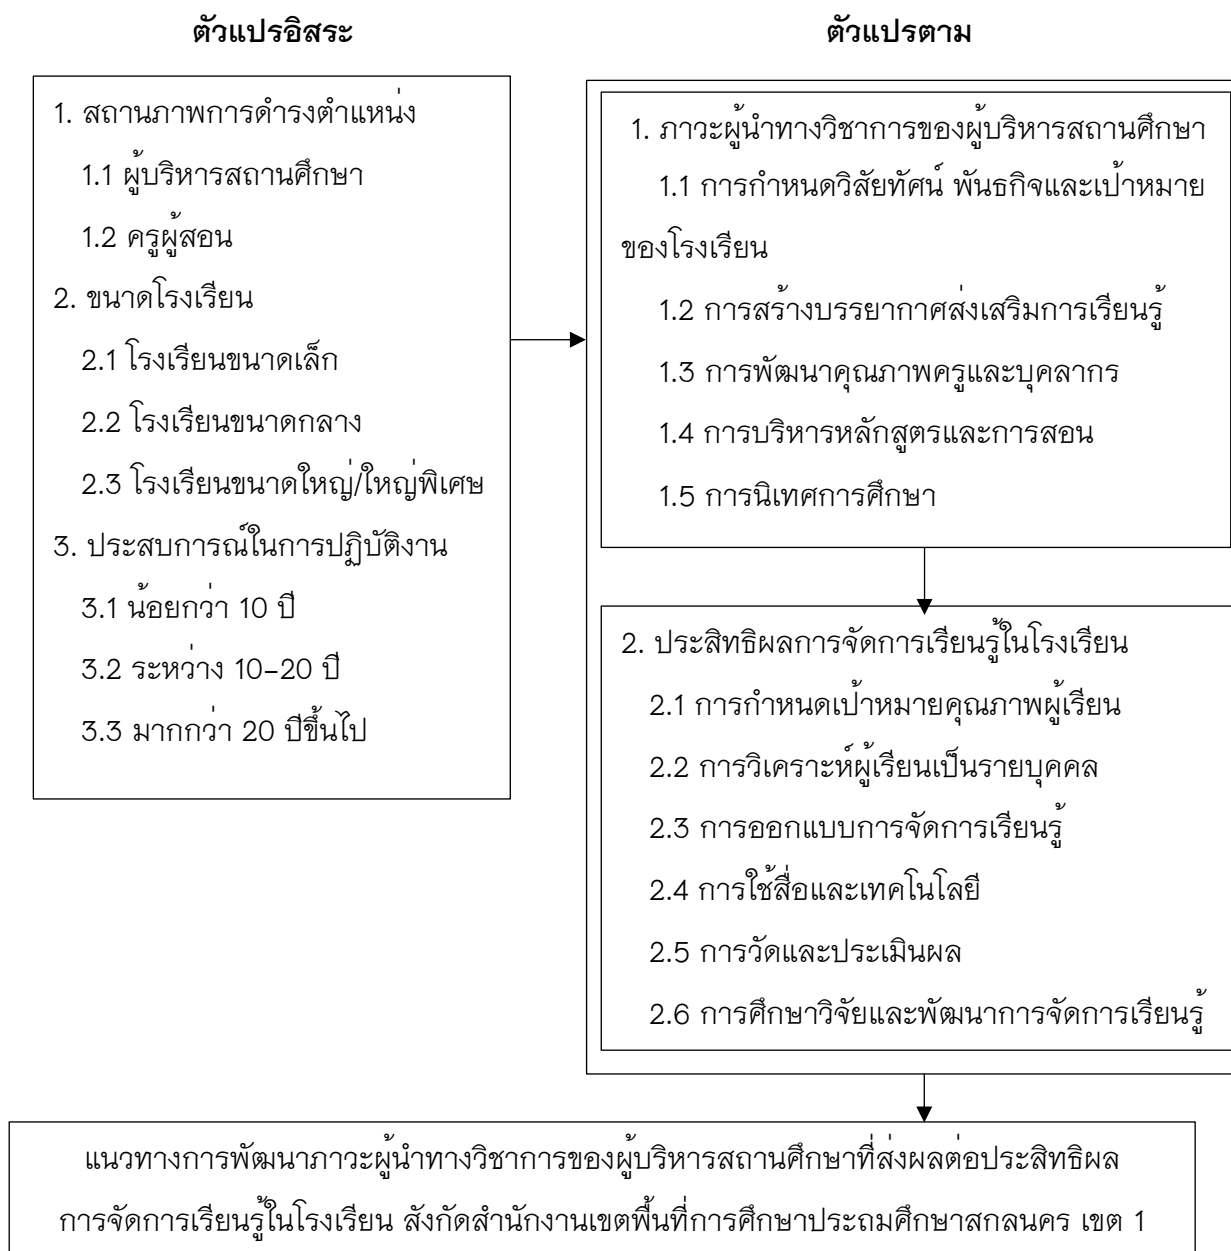 ตัวแปรอิสระ
ตัวแปรตาม
1. สถานภาพการดำรงตำแหน่ง
1.1 ผู้บริหารสถานศึกษา
1.2 ครูผู้สอน
2. ขนาดโรงเรียน
2.1 โรงเรียนขนาดเล็ก
2.2 โรงเรียนขนาดกลาง
2.3 โรงเรียนขนาดใหญ่/ใหญ่พิเศษ
3. ประสบการณ์ในการปฏิบัติงาน
3.1 น้อยกว่า 10 ปี
3.2 ระหว่าง 10–20 ปี
3.3 มากกว่า 20 ปีขึ้นไป
1. ภาวะผู้นำทางวิชาการของผู้บริหารสถานศึกษา
1.1 การกำหนดวิสัยทัศน์ พันธกิจและเป้าหมาย
ของโรงเรียน
1.2 การสร้างบรรยากาศส่งเสริมการเรียนรู้
1.3 การพัฒนาคุณภาพครูและบุคลากร
1.4 การบริหารหลักสูตรและการสอน
1.5 การนิเทศการศึกษา
2. ประสิทธิผลการจัดการเรียนรู้ในโรงเรียน
2.1 การกำหนดเป้าหมายคุณภาพผู้เรียน
2.2 การวิเคราะห์ผู้เรียนเป็นรายบุคคล
2.3 การออกแบบการจัดการเรียนรู้
2.4 การใช้สื่อและเทคโนโลยี
2.5 การวัดและประเมินผล
2.6 การศึกษาวิจัยและพัฒนาการจัดการเรียนรู้
แนวทางการพัฒนาภาวะผู้นำทางวิชาการของผู้บริหารสถานศึกษาที่ส่งผลต่อประสิทธิผล
การจัดการเรียนรู้ในโรงเรียน สังกัดสำนักงานเขตพื้นที่การศึกษาประถมศึกษาสกลนคร เขต 1